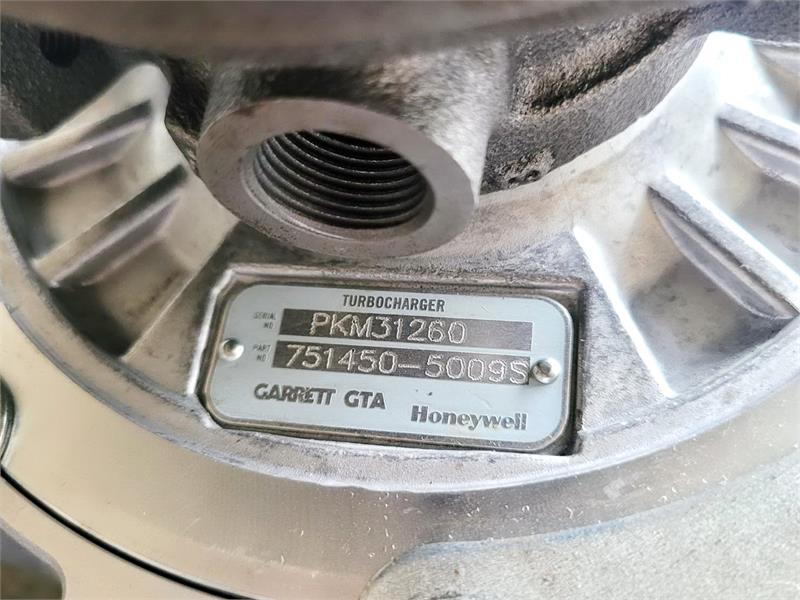 TURBOCHARGER
SERIAL NO PKM31260
PART NO 751450-5009S
GARRETT GTA Honeywell